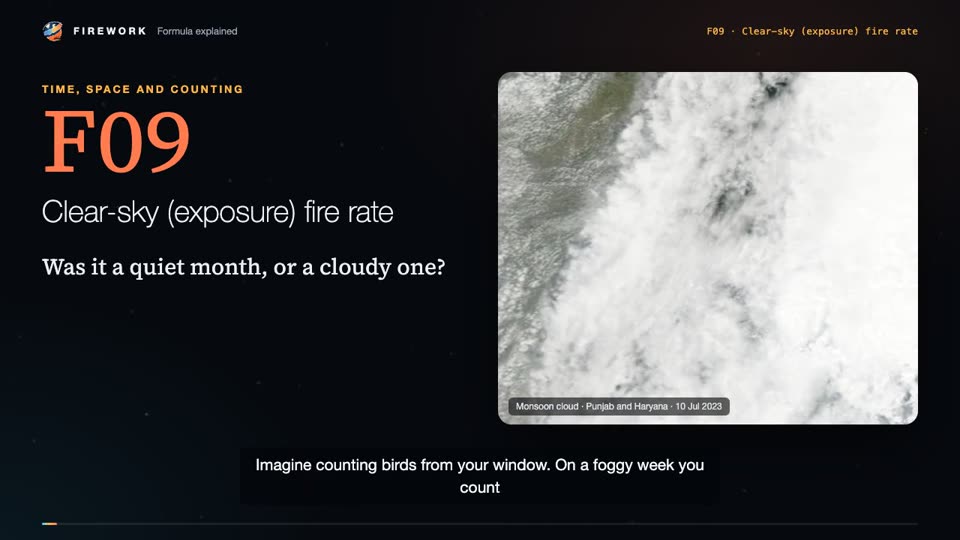 FIREWORK Formula explained
F09 · Clear-sky (exposure) fire rate
TIME, SPACE AND COUNTING
F09
Clear-sky (exposure) fire rate
Was it a quiet month, or a cloudy one?
Monsoon cloud · Punjab and Haryana · 10 Jul 2023
Imagine counting birds from your window. On a foggy week you
count